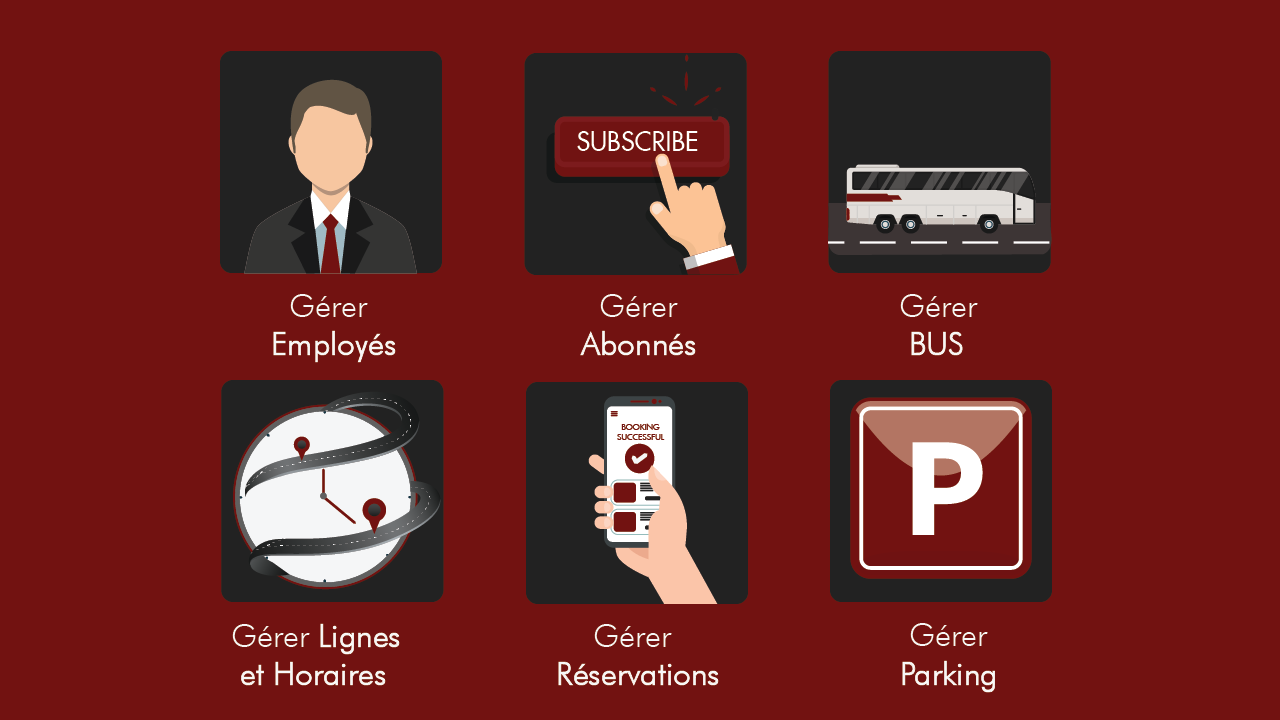 SUBSCRIBE
Gérer
Employés
Gérer
Abonnés
Gérer
BUS
BOOKING
SUCCESSFUL
P
Gérer Lignes
et Horaires
Gérer
Réservations
Gérer
Parking